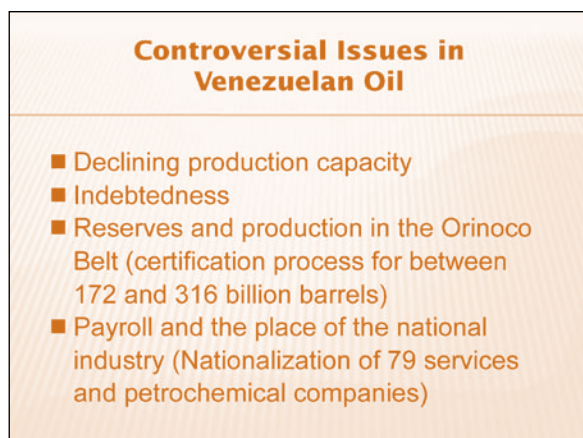 Controversial Issues in
Venezuelan Oil
■ Declining production capacity
■ Indebtedness
■ Reserves and production in the Orinoco
Belt (certification process for between
172 and 316 billion barrels)
■ Payroll and the place of the national
industry (Nationalization of 79 services
and petrochemical companies)